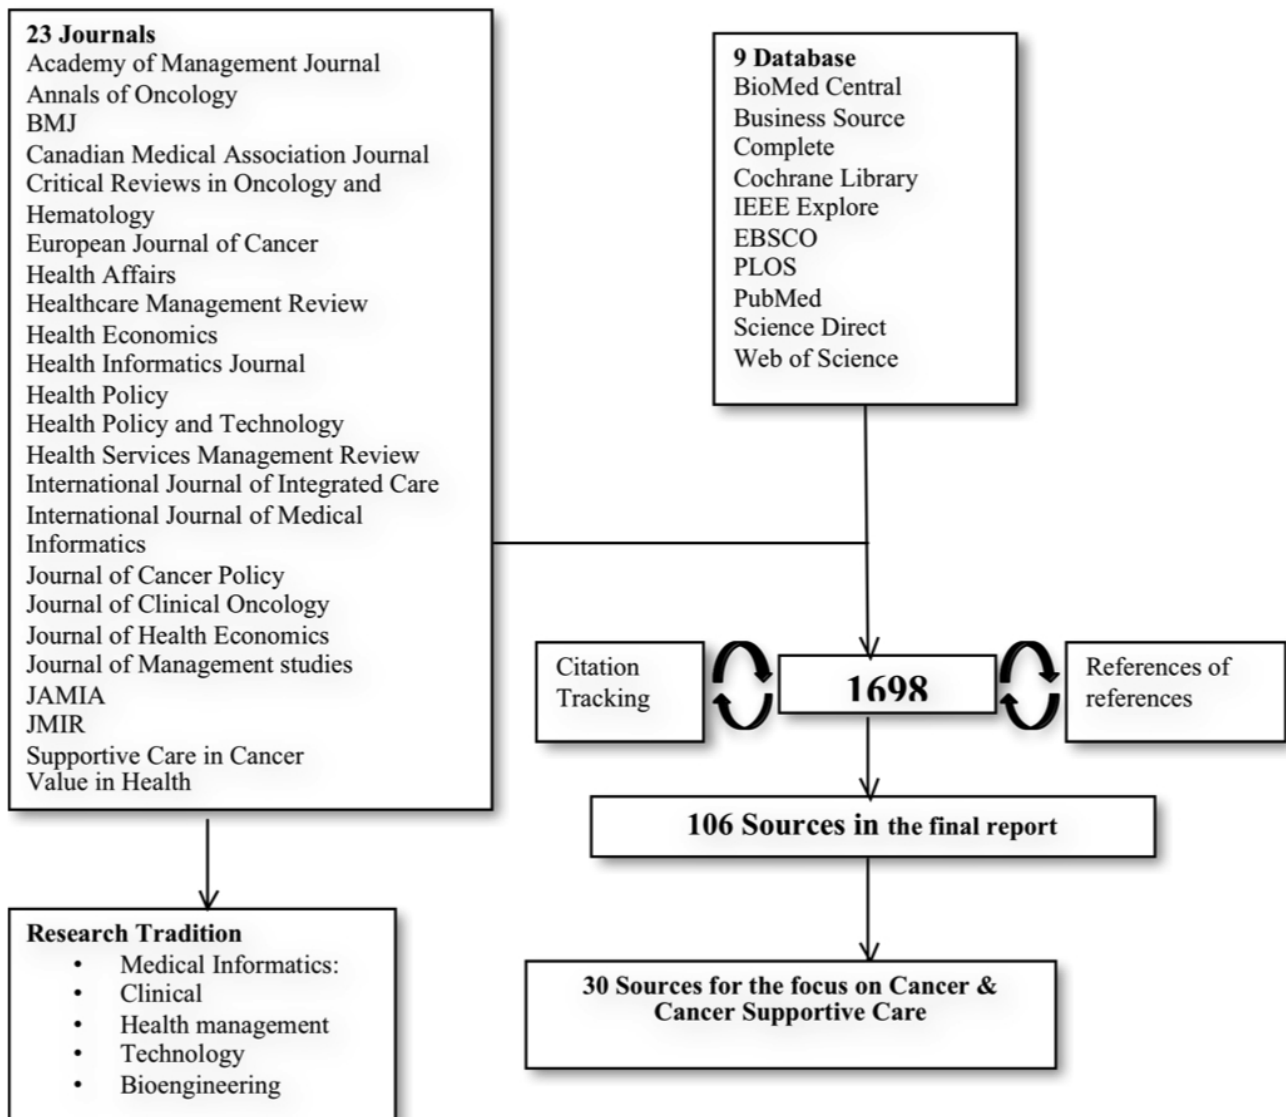 23 Journals
Academy of Management Journal
Annals of Oncology
BMJ
Canadian Medical Association Journal
Critical Reviews in Oncology and
Hematology
European Journal of Cancer
Health Affairs
Healthcare Management Review
Health Economics
Health Informatics Journal
Health Policy
Health Policy and Technology
Health Services Management Review
International Journal of Integrated Care
International Journal of Medical
Informatics
Journal of Cancer Policy
Journal of Clinical Oncology
Journal of Health Economics
Journal of Management studies
JAMIA
JMIR
Supportive Care in Cancer
Value in Health
9 Database
BioMed Central
Business Source
Complete
Cochrane Library
IEEE Explore
EBSCO
PLOS
PubMed
Science Direct
Web of Science
Citation
Tracking
1698
References of
references
106 Sources in the final report
30 Sources for the focus on Cancer &
Cancer Supportive Care
Research Tradition
• Medical Informatics:
• Clinical
• Health management
• Technology
• Bioengineering